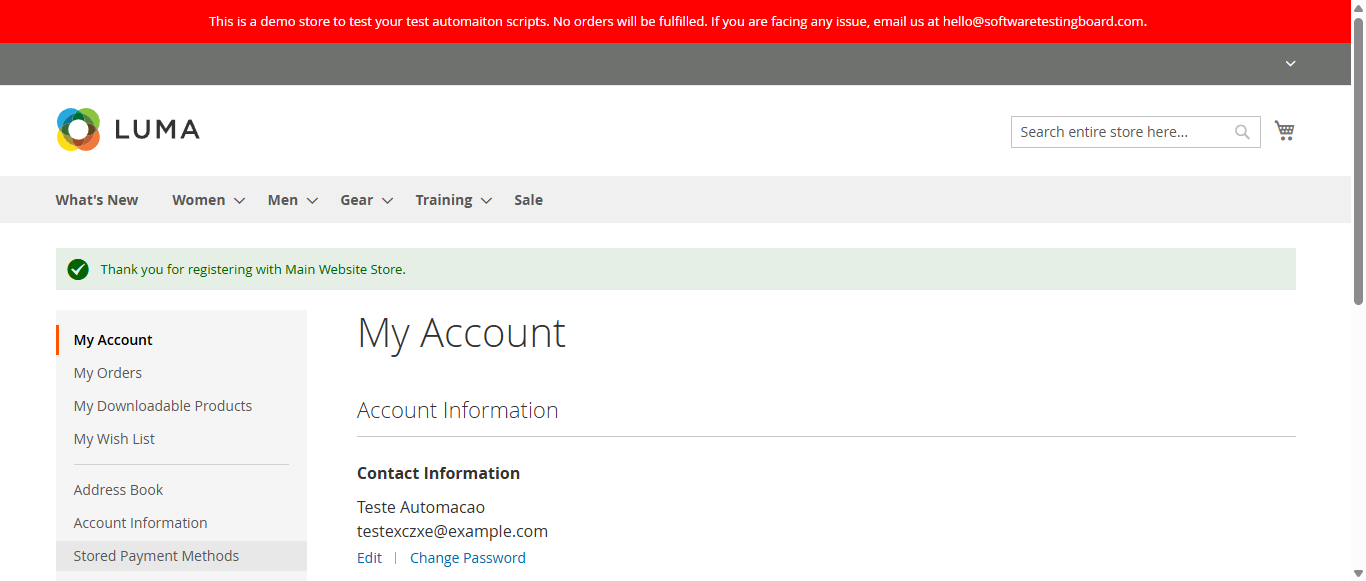 This is a demo store to test your test automaiton scripts. No orders will be fulfilled. If you are facing any issue, email us at hello@softwaretestingboard.com.
LUMA
Search entire store here...
What's New Women Men Gear Training Sale
Thank you for registering with Main Website Store.
My Account
My Orders
My Downloadable Products
My Wish List
Address Book
Account Information
Stored Payment Methods
My Account
Account Information
Contact Information
Teste Automacao
testexczxe@example.com
Edit | Change Password